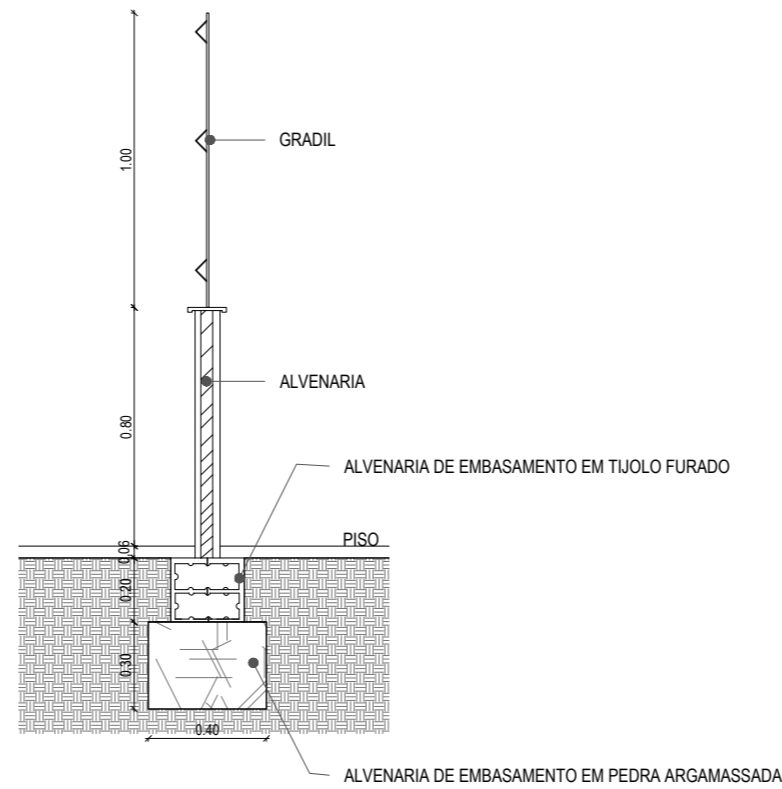 1.00
GRADIL
ALVENARIA
0.80
ALVENARIA DE EMBASAMENTO EM TIJOLO FURADO
PISO
0.06
0.20
0.30
0.40
ALVENARIA DE EMBASAMENTO EM PEDRA ARGAMASSADA